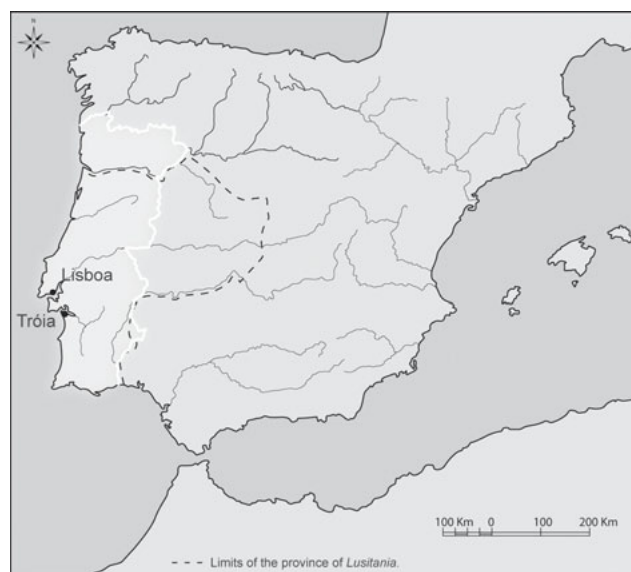 N
Lisboa
Tróia
100 Km 0 100 200 Km
Limits of the province of Lusitania.